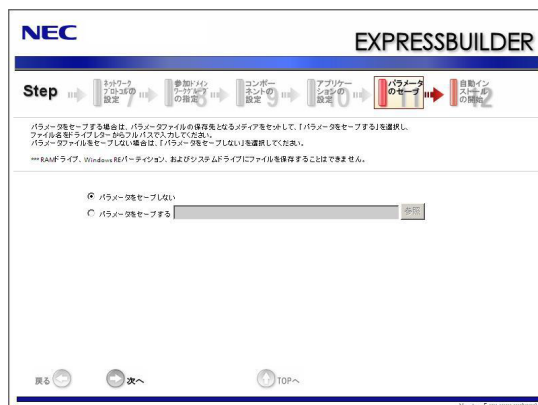 NEC
EXPRESSBUILDER
Step
ネットワーク
プロトコルの
設定 7
参加ドメイン
ワークグループ
の指定 8
コンポー
ネントの
設定 9
アプリケー
ションの
設定 10
パラメータ
のセーブ 11
自動イン
ストール
の開始 12
パラメータをセーブする場合は、パラメータファイルの保存先となるメディアをセットして、「パラメータをセーブする」を選択し、
ファイル名をドライブレターからフルパスで入力してください。
パラメータファイルをセーブしない場合は、「パラメータをセーブしない」を選択してください。
*** RAMドライブ、Windows REパーティション、およびシステムドライブにファイルを保存することはできません。
パラメータをセーブしない
パラメータをセーブする
参照
戻る
次へ
TOPへ